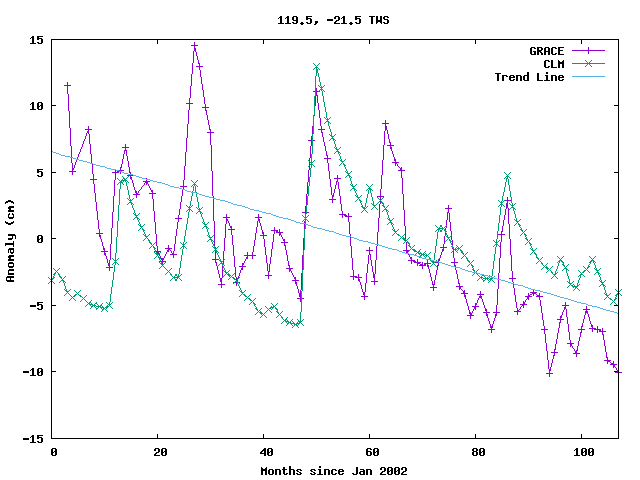 119.5, -21.5 TWS
GRACE
CLM
Trend Line
15
10
5
0
-5
-10
-15
Anomaly (cm)
0 20 40 60 80 100
Months since Jan 2002